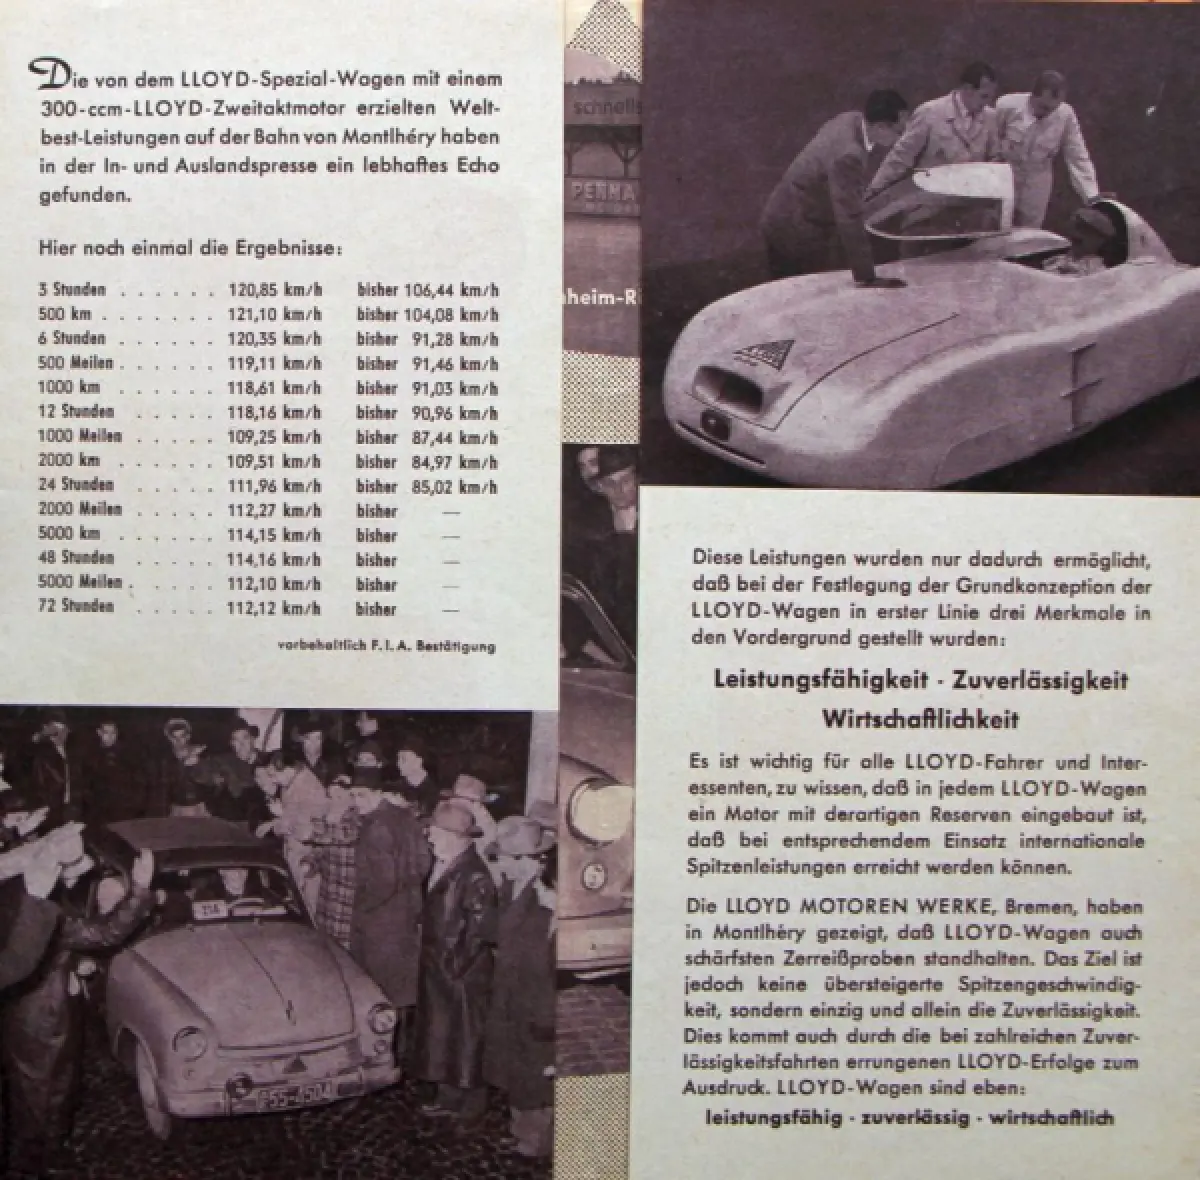 Die von dem LLOYD-Spezial-Wagen mit einem
300-ccm-LLOYD-Zweitaktmotor erzielten Welt-
best-Leistungen auf der Bahn von Montlhéry haben
in der In- und Auslandspresse ein lebhaftes Echo
gefunden.
Hier noch einmal die Ergebnisse:
3 Stunden . . . . . . 120,85 km/h bisher 106,44 km/h
500 km . . . . . . . 121,10 km/h bisher 104,08 km/h
6 Stunden . . . . . . 120,35 km/h bisher 91,28 km/h
500 Meilen . . . . . . 119,11 km/h bisher 91,46 km/h
1000 km . . . . . . 118,61 km/h bisher 91,03 km/h
12 Stunden . . . . . 118,16 km/h bisher 90,96 km/h
1000 Meilen . . . . . 109,25 km/h bisher 87,44 km/h
2000 km . . . . . . 109,51 km/h bisher 84,97 km/h
24 Stunden . . . . . 111,96 km/h bisher 85,02 km/h
2000 Meilen . . . . . 112,27 km/h bisher —
5000 km . . . . . . 114,15 km/h bisher —
48 Stunden . . . . . 114,16 km/h bisher —
5000 Meilen . . . . . 112,10 km/h bisher —
72 Stunden . . . . . 112,12 km/h bisher —
vorbehaltlich F.I.A. Bestätigung
schnells
PENNA
heim-R
Diese Leistungen wurden nur dadurch ermöglicht,
daß bei der Festlegung der Grundkonzeption der
LLOYD-Wagen in erster Linie drei Merkmale in
den Vordergrund gestellt wurden:
Leistungsfähigkeit · Zuverlässigkeit
Wirtschaftlichkeit
Es ist wichtig für alle LLOYD-Fahrer und Inter-
essenten, zu wissen, daß in jedem LLOYD-Wagen
ein Motor mit derartigen Reserven eingebaut ist,
daß bei entsprechendem Einsatz internationale
Spitzenleistungen erreicht werden können.
Die LLOYD MOTOREN WERKE, Bremen, haben
in Montlhéry gezeigt, daß LLOYD-Wagen auch
schärfsten Zerreißproben standhalten. Das Ziel ist
jedoch keine übersteigerte Spitzengeschwindig-
keit, sondern einzig und allein die Zuverlässigkeit.
Dies kommt auch durch die bei zahlreichen Zuver-
lässigkeitsfahrten errungenen LLOYD-Erfolge zum
Ausdruck. LLOYD-Wagen sind eben:
leistungsfähig · zuverlässig · wirtschaftlich